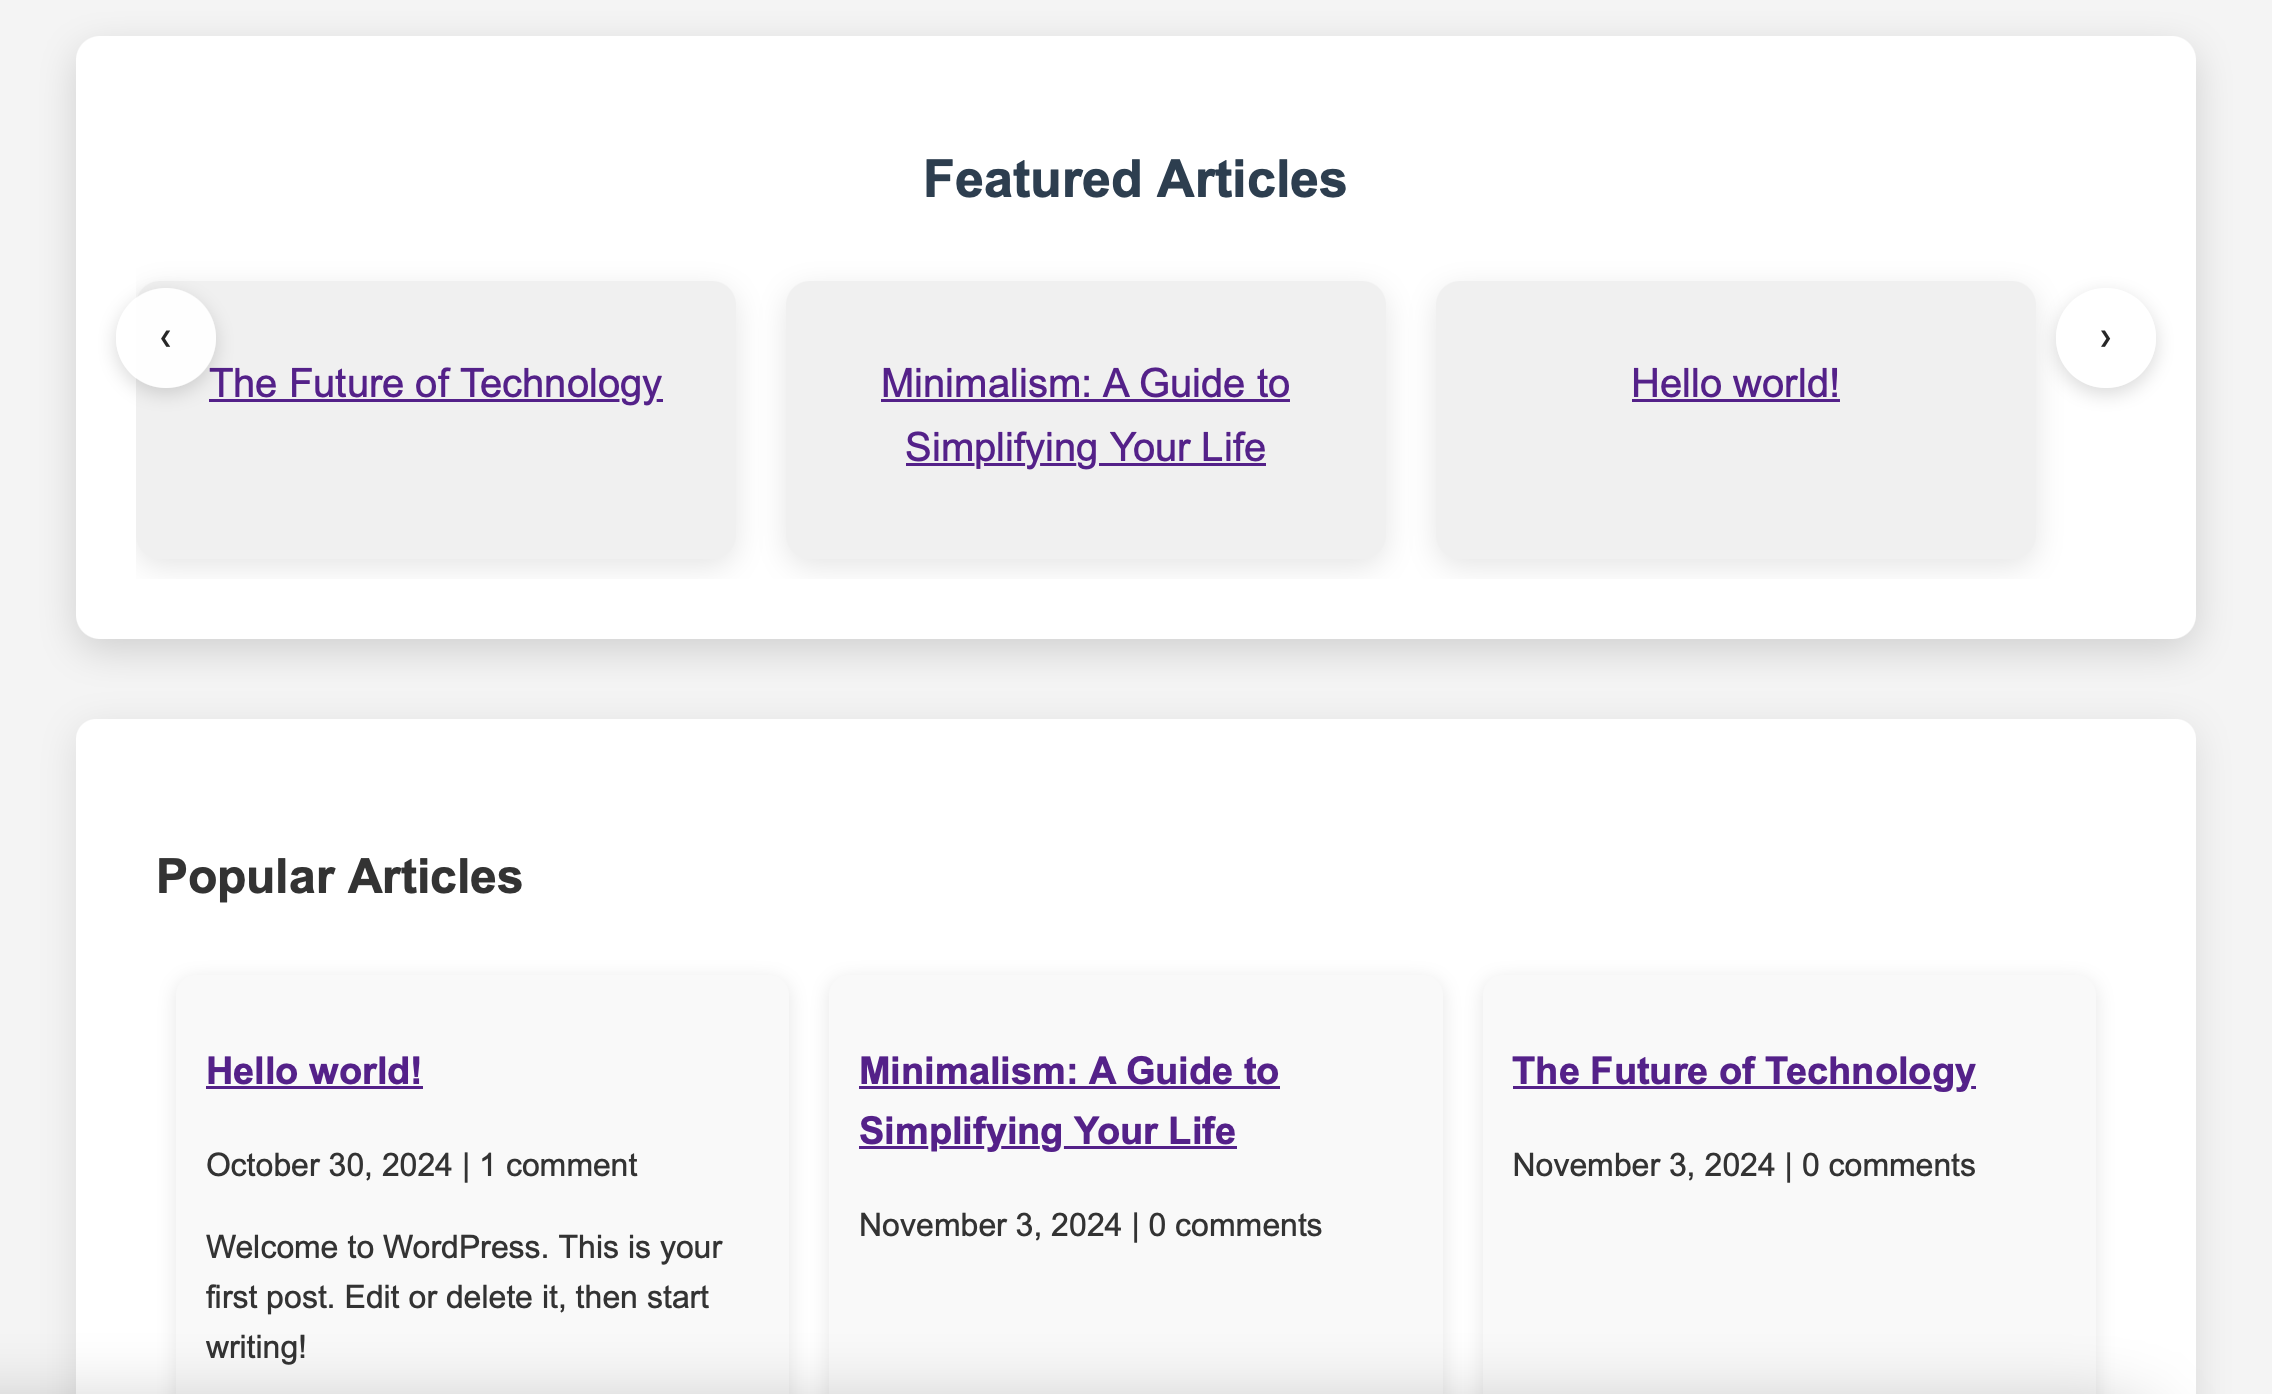 Featured Articles
‹
The Future of Technology
Minimalism: A Guide to
Simplifying Your Life
Hello world!
›
Popular Articles
Hello world!
October 30, 2024 | 1 comment
Welcome to WordPress. This is your
first post. Edit or delete it, then start
writing!
Minimalism: A Guide to
Simplifying Your Life
November 3, 2024 | 0 comments
The Future of Technology
November 3, 2024 | 0 comments